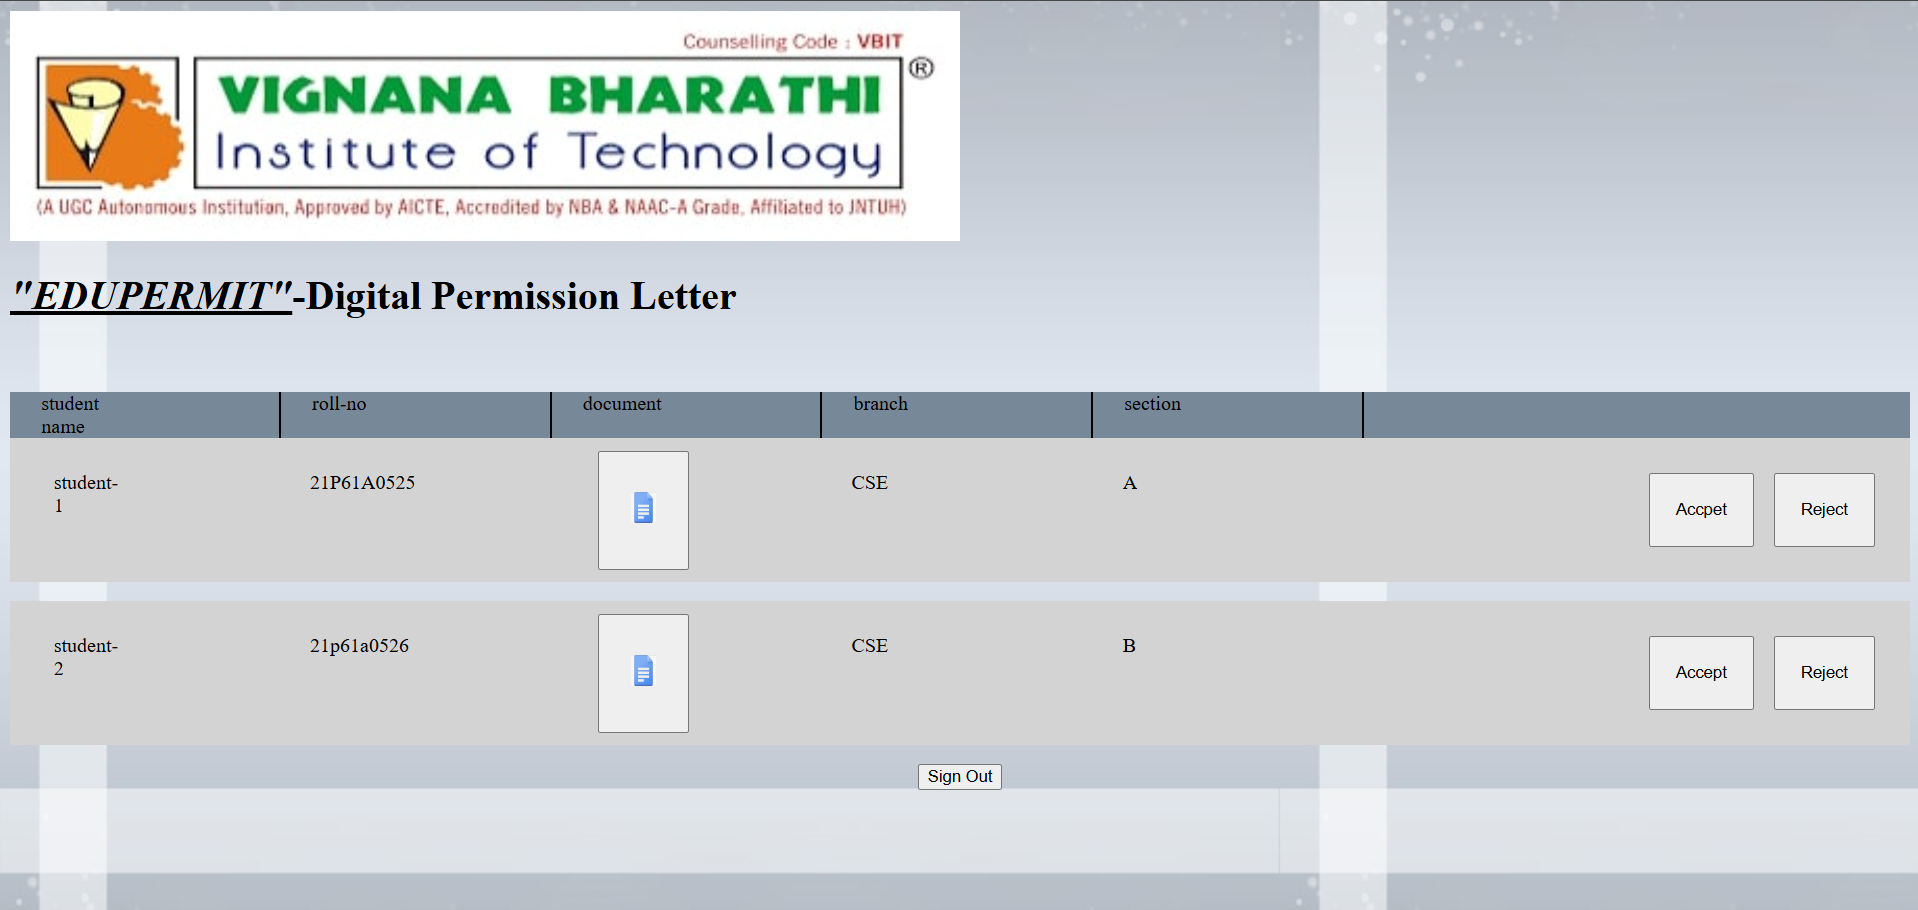 Counselling Code : VBIT
VIGNANA BHARATHI ®
Institute of Technology
(A UGC Autonomous Institution, Approved by AICTE, Accredited by NBA & NAAC-A Grade, Affiliated to JNTUH)
"EDUPERMIT"-Digital Permission Letter
student name roll-no document branch section
student-1 21P61A0525 CSE A Accpet Reject
student-2 21p61a0526 CSE B Accept Reject
Sign Out